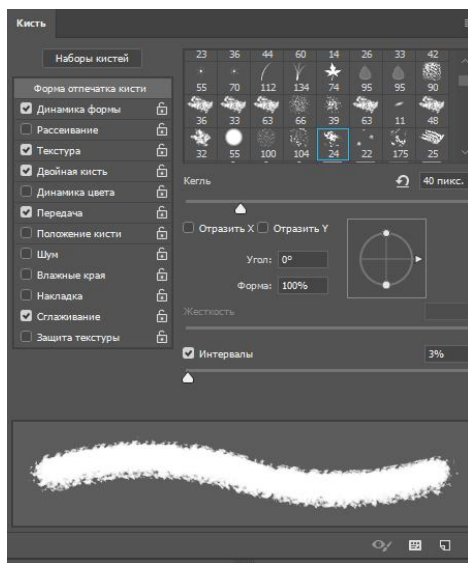 Кисть
Наборы кистей
Форма отпечатка кисти
Динамика формы
Рассеивание
Текстура
Двойная кисть
Динамика цвета
Передача
Положение кисти
Шум
Влажные края
Накладка
Сглаживание
Защита текстуры
23 36 44 60 14 26 33 42
55 70 112 134 74 95 95 90
36 33 63 66 39 63 11 48
32 55 100 104 24 22 175 25
Кегль 40 пикс.
Отразить X Отразить Y
Угол: 0°
Форма: 100%
Жесткость
Интервалы 3%